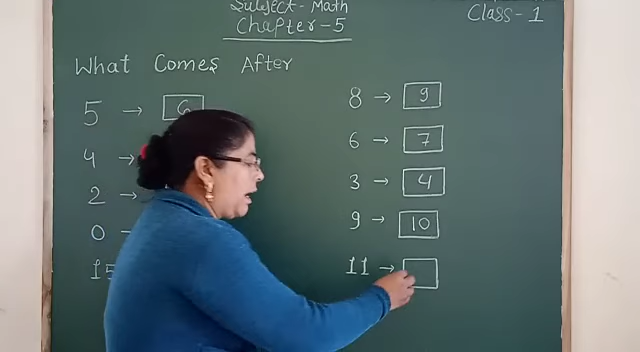 Subject - Math
Chapter - 5
Class - 1
What Comes After
5 → 6
4 →
2 →
0 →
15
8 → 9
6 → 7
3 → 4
9 → 10
11 →